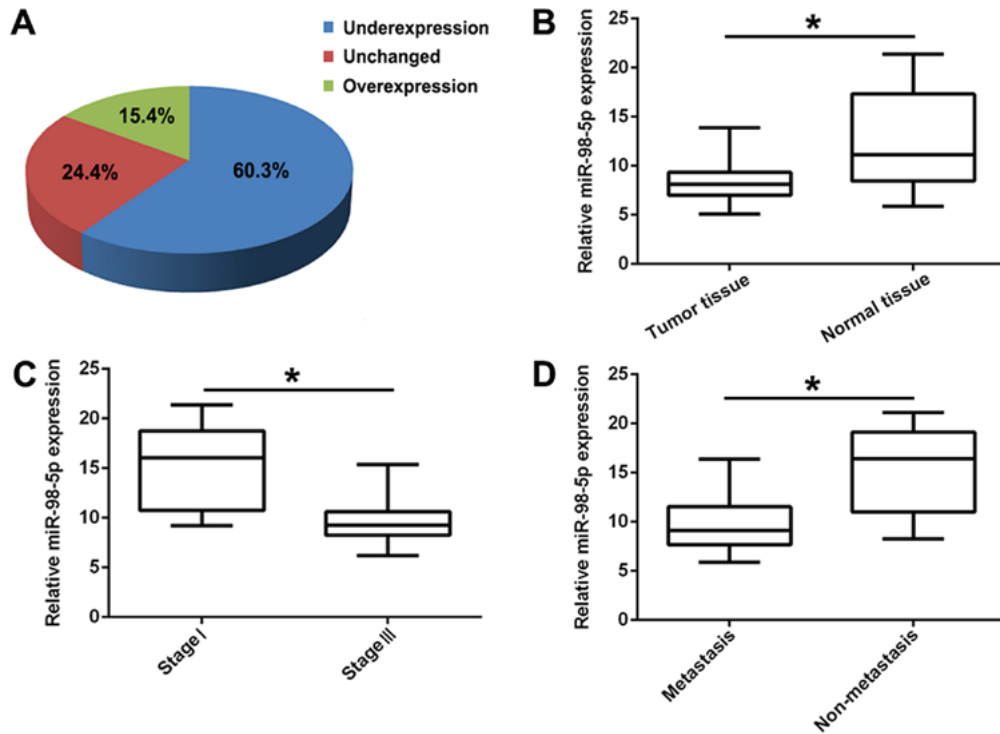 A
Underexpression
Unchanged
Overexpression
15.4%
24.4%
60.3%
B
Relative miR-98-5p expression
25
20
15
10
5
0
*
Tumor tissue
Normal tissue
C
Relative miR-98-5p expression
25
20
15
10
5
0
*
Stage I
Stage III
D
Relative miR-98-5p expression
25
20
15
10
5
0
*
Metastasis
Non-metastasis